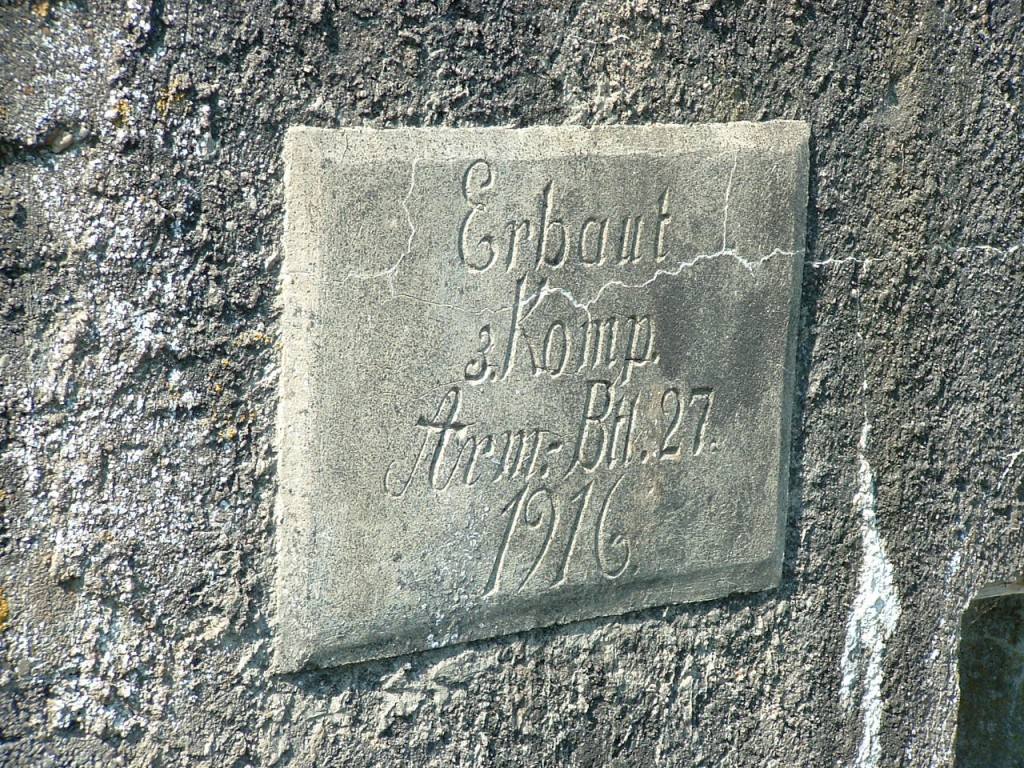 Erbaut
3. Komp.
Arm.-Btl. 27.
1916